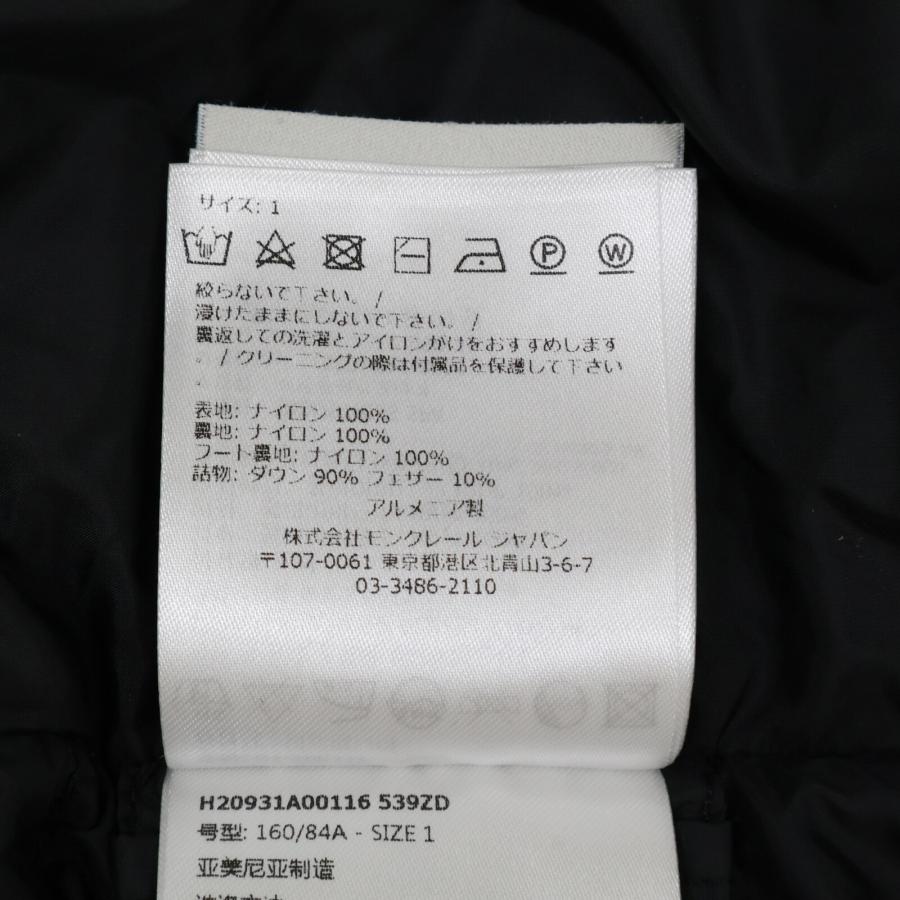 サイズ: 1
P W
絞らないで下さい。 /
浸けたままにしないで下さい。 /
裏返しての洗濯とアイロンがけをおすすめします
。 / クリーニングの際は付属品を保護して下さい
。
表地: ナイロン 100%
裏地: ナイロン 100%
フード裏地: ナイロン 100%
詰物: ダウン 90% フェザー 10%
アルメニア製
株式会社モンクレール ジャパン
〒107-0061 東京都港区北青山3-6-7
03-3486-2110
H20931A00116 539ZD
号型: 160/84A - SIZE 1
亚美尼亚制造